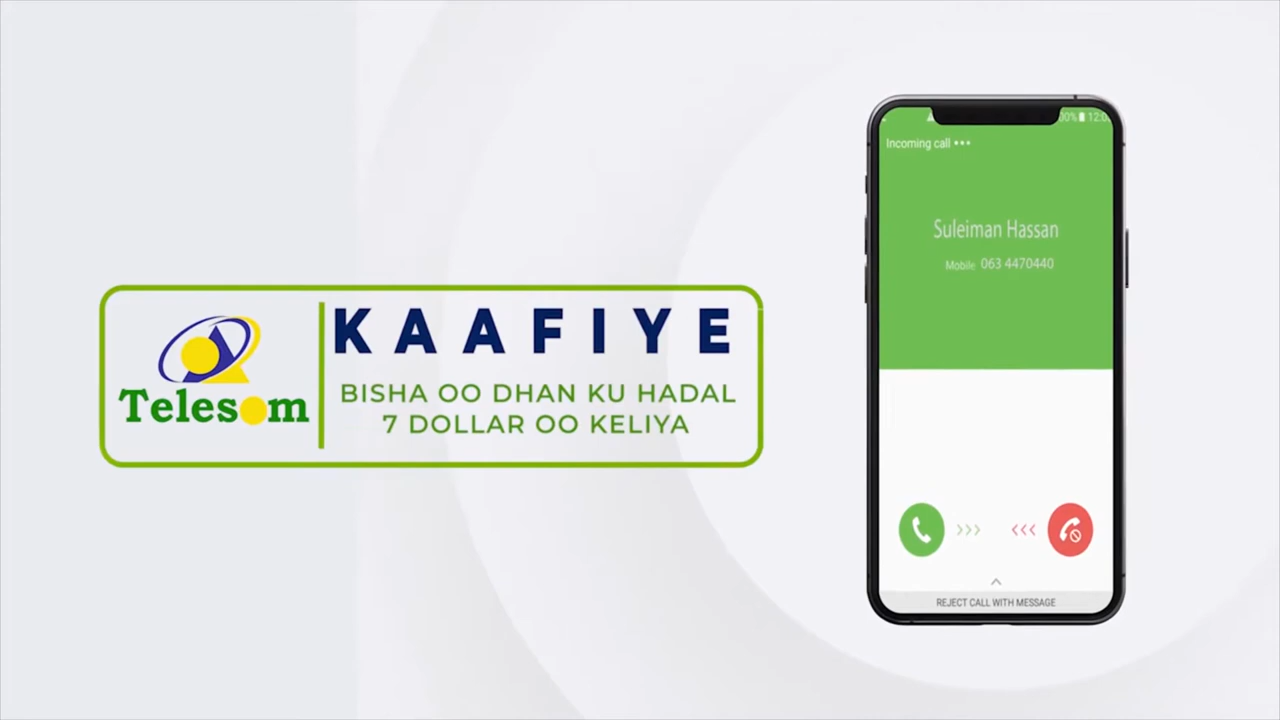 Telesom
KAAFIYE
BISHA OO DHAN KU HADAL
7 DOLLAR OO KELIYA
Incoming call •••
Suleiman Hassan
Mobile 063 4470440
REJECT CALL WITH MESSAGE